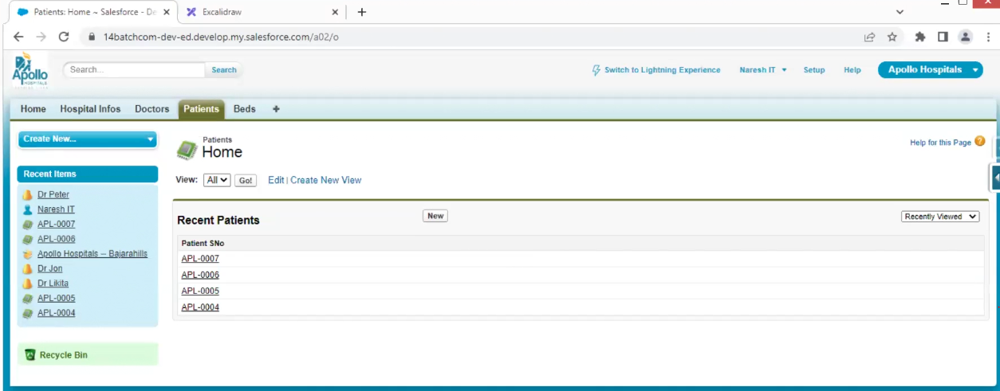 Patients: Home ~ Salesforce - De
Excalidraw
14batchcom-dev-ed.develop.my.salesforce.com/a02/o
Apollo
HOSPITALS
Search...
Search
Switch to Lightning Experience
Naresh IT
Setup
Help
Apollo Hospitals
Home
Hospital Infos
Doctors
Patients
Beds
Create New...
Recent Items
Dr Peter
Naresh IT
APL-0007
APL-0006
Apollo Hospitals -- Bajarahills
Dr Jon
Dr Likita
APL-0005
APL-0004
Recycle Bin
Patients
Home
Help for this Page
View: All Go! Edit | Create New View
Recent Patients
New
Recently Viewed
Patient SNo
APL-0007
APL-0006
APL-0005
APL-0004